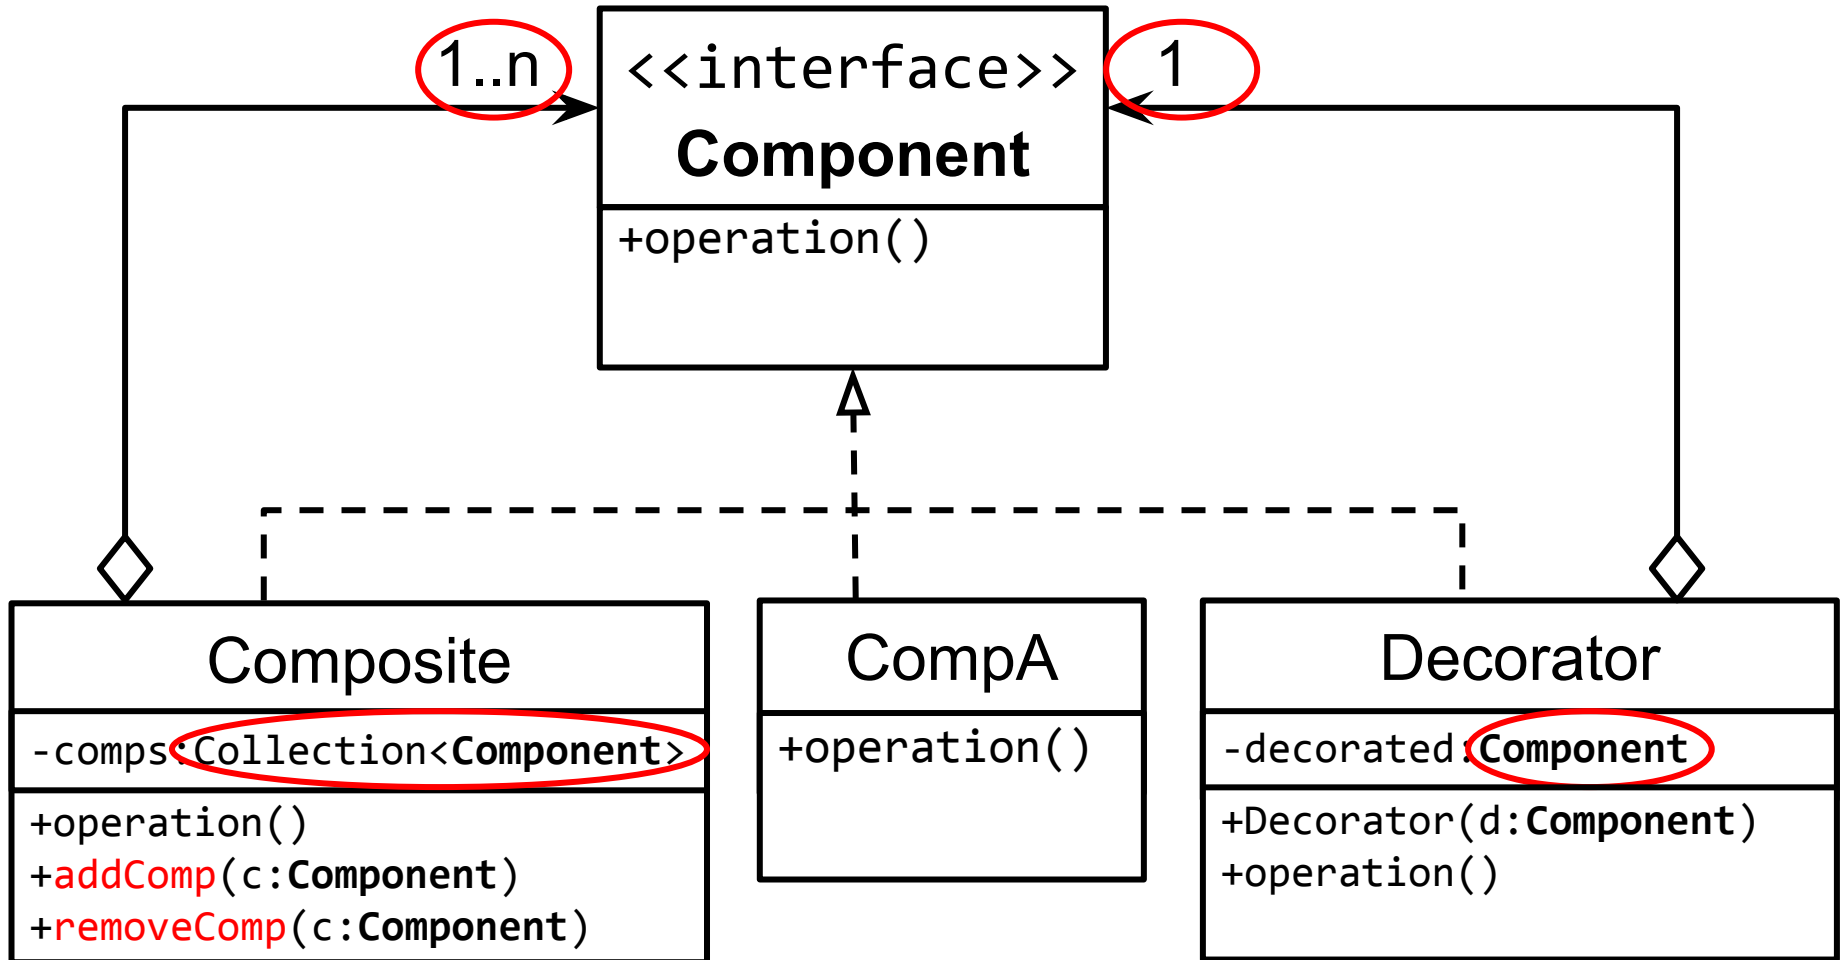 1..n
<<interface>>
1
Component
+operation()
Composite
-comps:Collection<Component>
+operation()
+addComp(c:Component)
+removeComp(c:Component)
CompA
+operation()
Decorator
-decorated:Component
+Decorator(d:Component)
+operation()